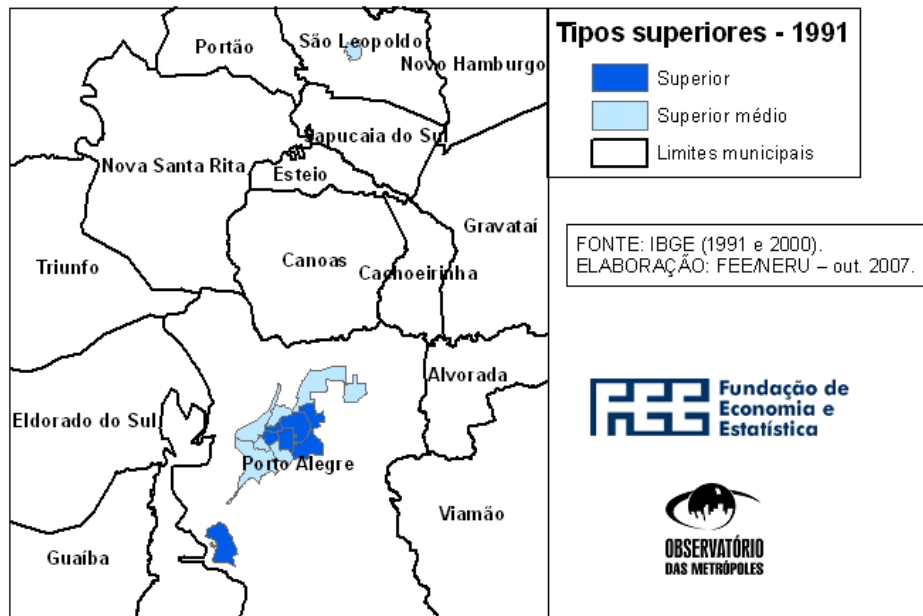 Portão
São Leopoldo
Novo Hamburgo
Sapucaia do Sul
Nova Santa Rita
Esteio
Gravataí
Triunfo
Canoas
Cachoeirinha
Alvorada
Eldorado do Sul
Porto Alegre
Viamão
Guaíba
Tipos superiores - 1991
Superior
Superior médio
Limites municipais
FONTE: IBGE (1991 e 2000).
ELABORAÇÃO: FEE/NERU – out. 2007.
FEE
Fundação de
Economia e
Estatística
OBSERVATÓRIO
DAS METRÓPOLES